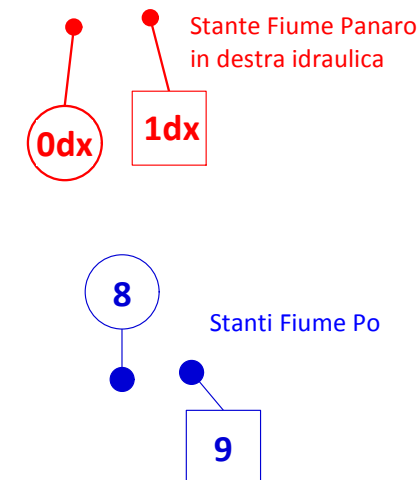 Stante Fiume Panaro
in destra idraulica
0dx
1dx
8
Stanti Fiume Po
9